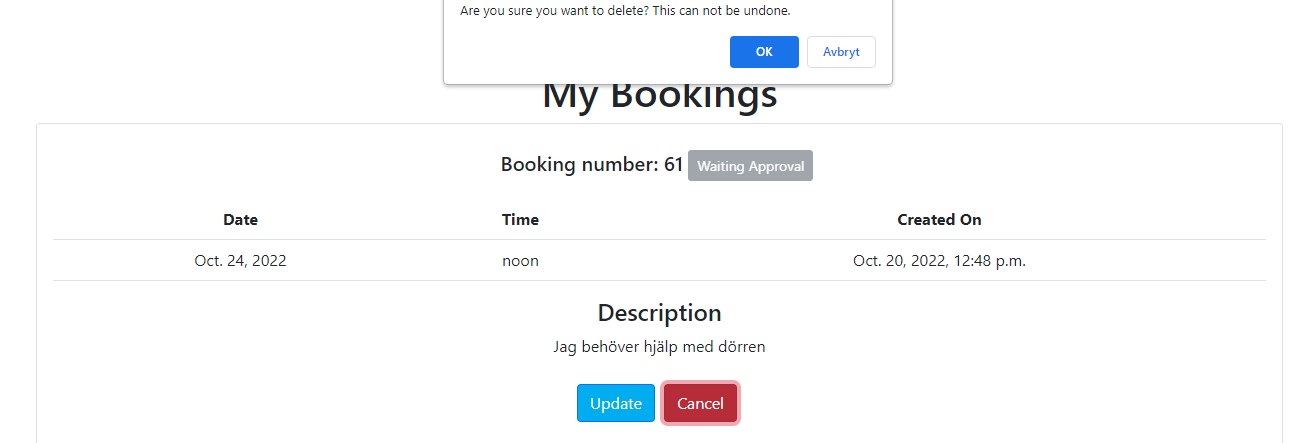 Are you sure you want to delete? This can not be undone.
OK Avbryt
My Bookings
Booking number: 61 Waiting Approval
Date Time Created On
Oct. 24, 2022 noon Oct. 20, 2022, 12:48 p.m.
Description
Jag behöver hjälp med dörren
Update Cancel